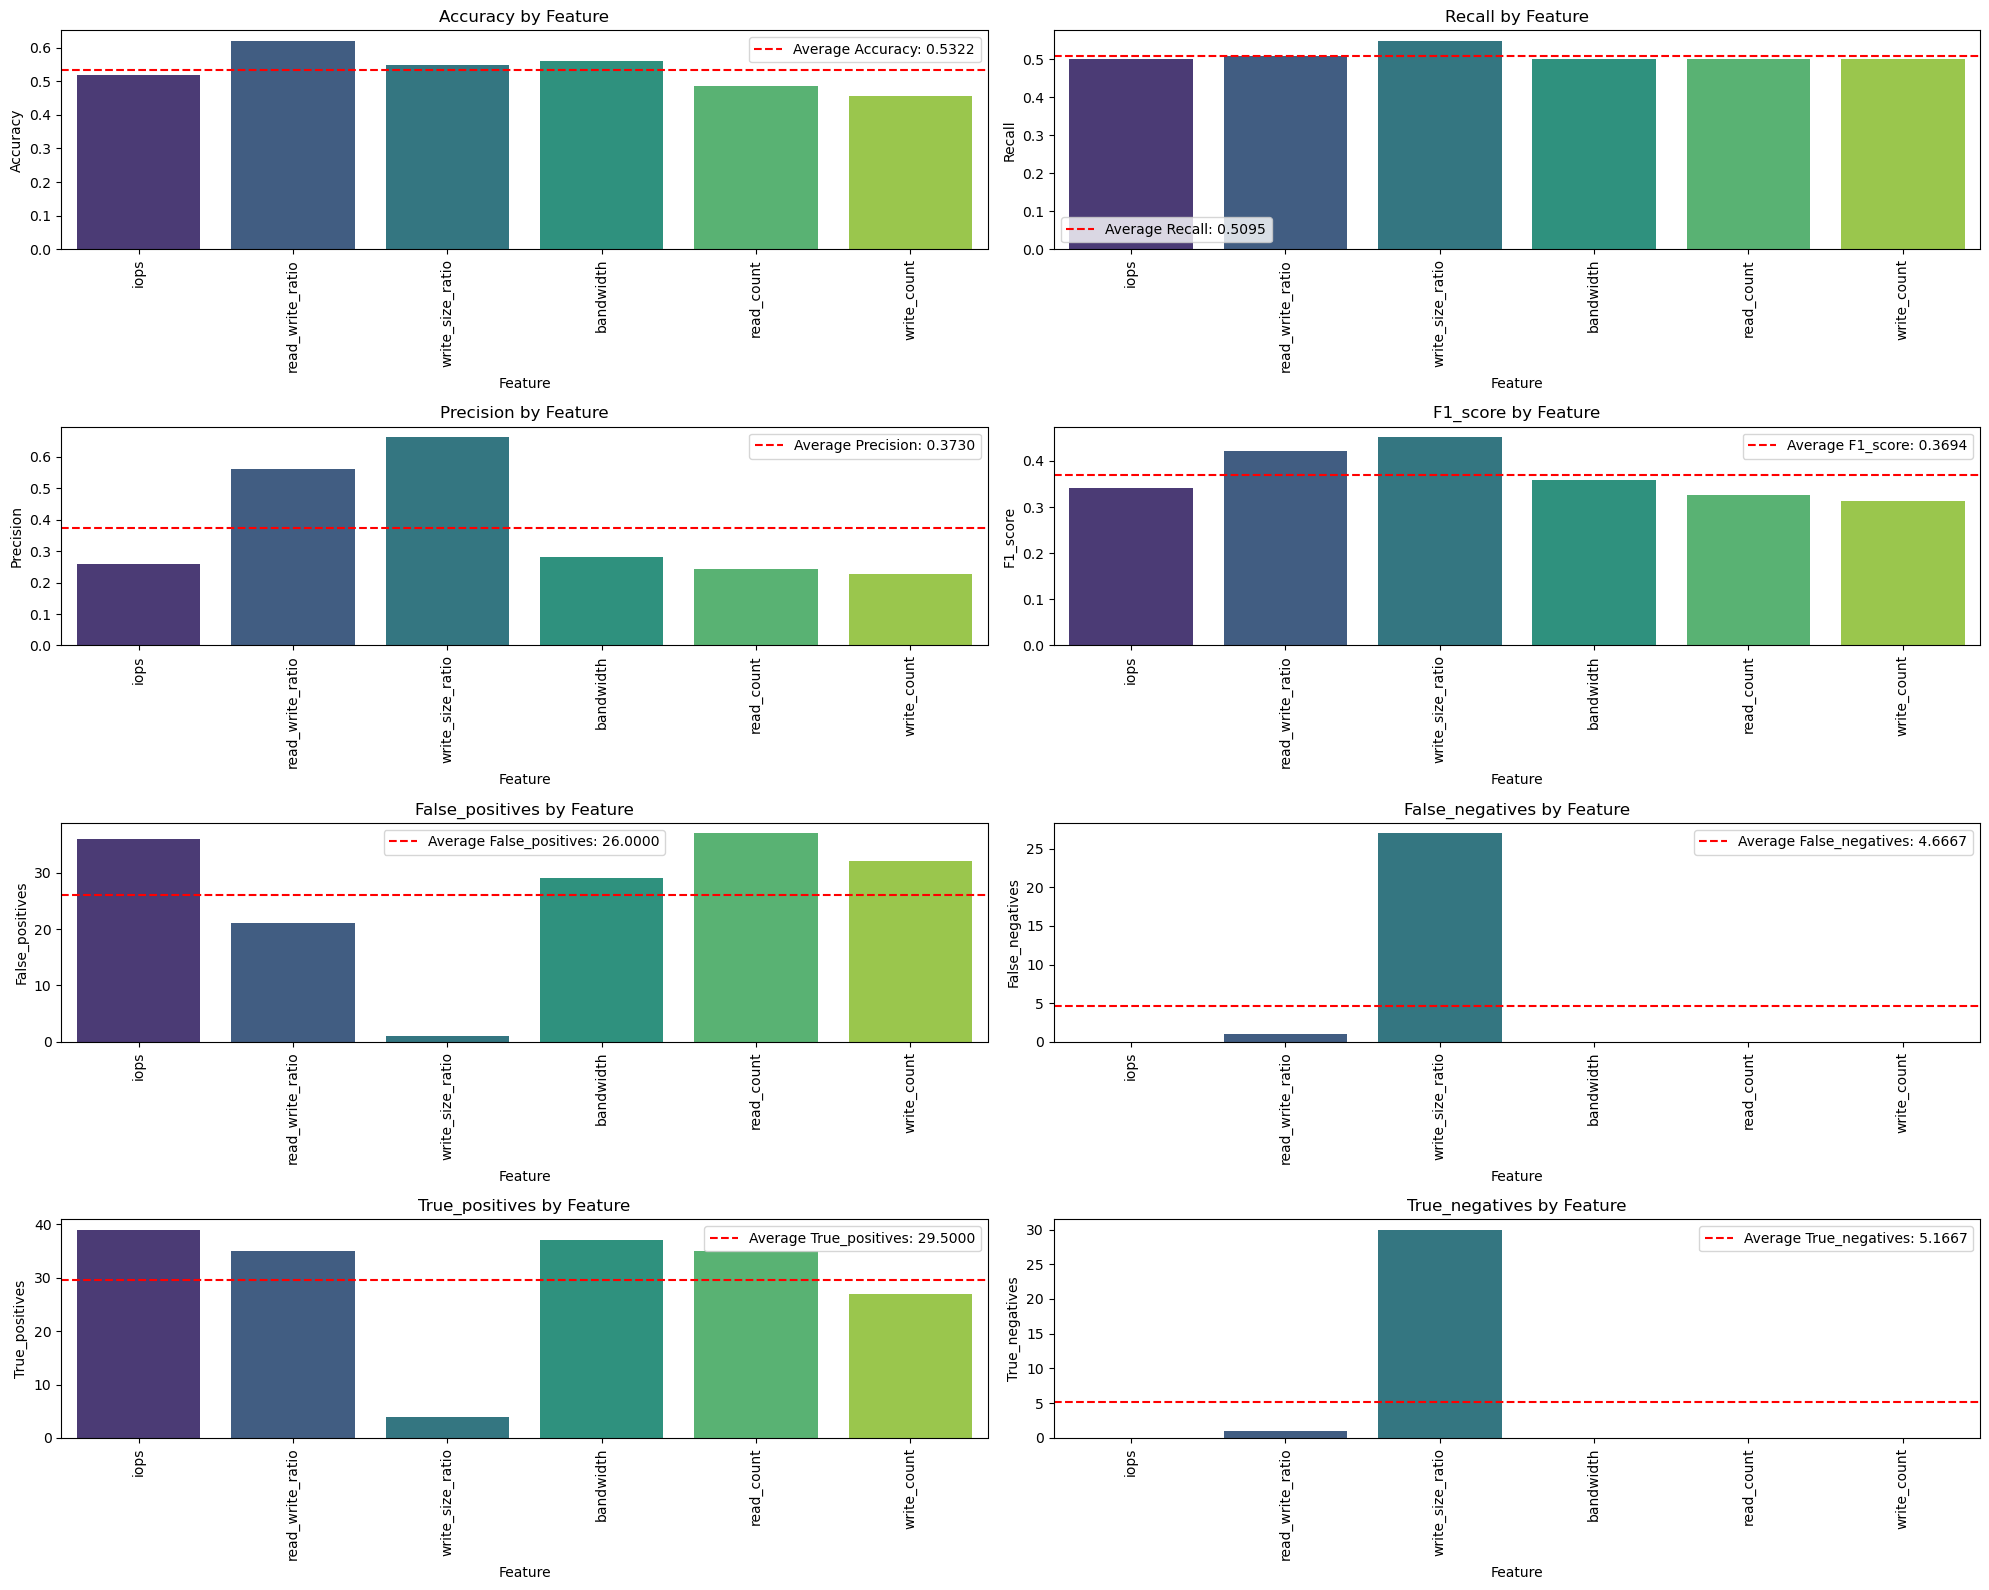 Accuracy by Feature
Average Accuracy: 0.5322
Accuracy
0.6
0.5
0.4
0.3
0.2
0.1
0.0
iops
read_write_ratio
write_size_ratio
bandwidth
read_count
write_count
Feature
Recall by Feature
Average Recall: 0.5095
Recall
0.5
0.4
0.3
0.2
0.1
0.0
iops
read_write_ratio
write_size_ratio
bandwidth
read_count
write_count
Feature
Precision by Feature
Average Precision: 0.3730
Precision
0.6
0.5
0.4
0.3
0.2
0.1
0.0
iops
read_write_ratio
write_size_ratio
bandwidth
read_count
write_count
Feature
F1_score by Feature
Average F1_score: 0.3694
F1_score
0.4
0.3
0.2
0.1
0.0
iops
read_write_ratio
write_size_ratio
bandwidth
read_count
write_count
Feature
False_positives by Feature
Average False_positives: 26.0000
False_positives
30
20
10
0
iops
read_write_ratio
write_size_ratio
bandwidth
read_count
write_count
Feature
False_negatives by Feature
Average False_negatives: 4.6667
False_negatives
25
20
15
10
5
0
iops
read_write_ratio
write_size_ratio
bandwidth
read_count
write_count
Feature
True_positives by Feature
Average True_positives: 29.5000
True_positives
40
30
20
10
0
iops
read_write_ratio
write_size_ratio
bandwidth
read_count
write_count
Feature
True_negatives by Feature
Average True_negatives: 5.1667
True_negatives
30
25
20
15
10
5
0
iops
read_write_ratio
write_size_ratio
bandwidth
read_count
write_count
Feature